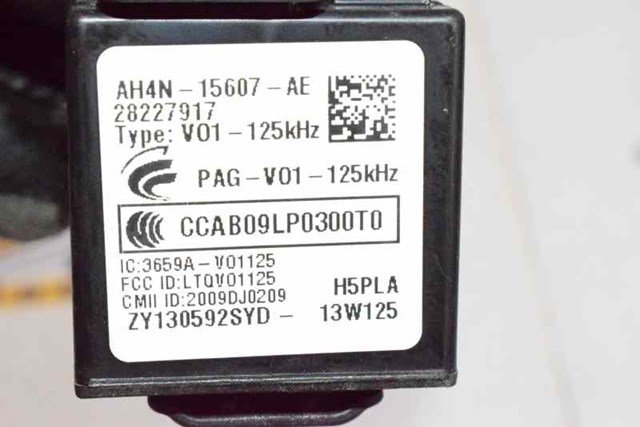 AH4N-15607-AE
28227917
Type: V01-125kHz
PAG-V01-125kHz
CCAB09LP0300T0
IC:3659A-V01125
FCC ID:LTQV01125
CMII ID:2009DJ0209
H5PLA
ZY130592SYD- 13W125